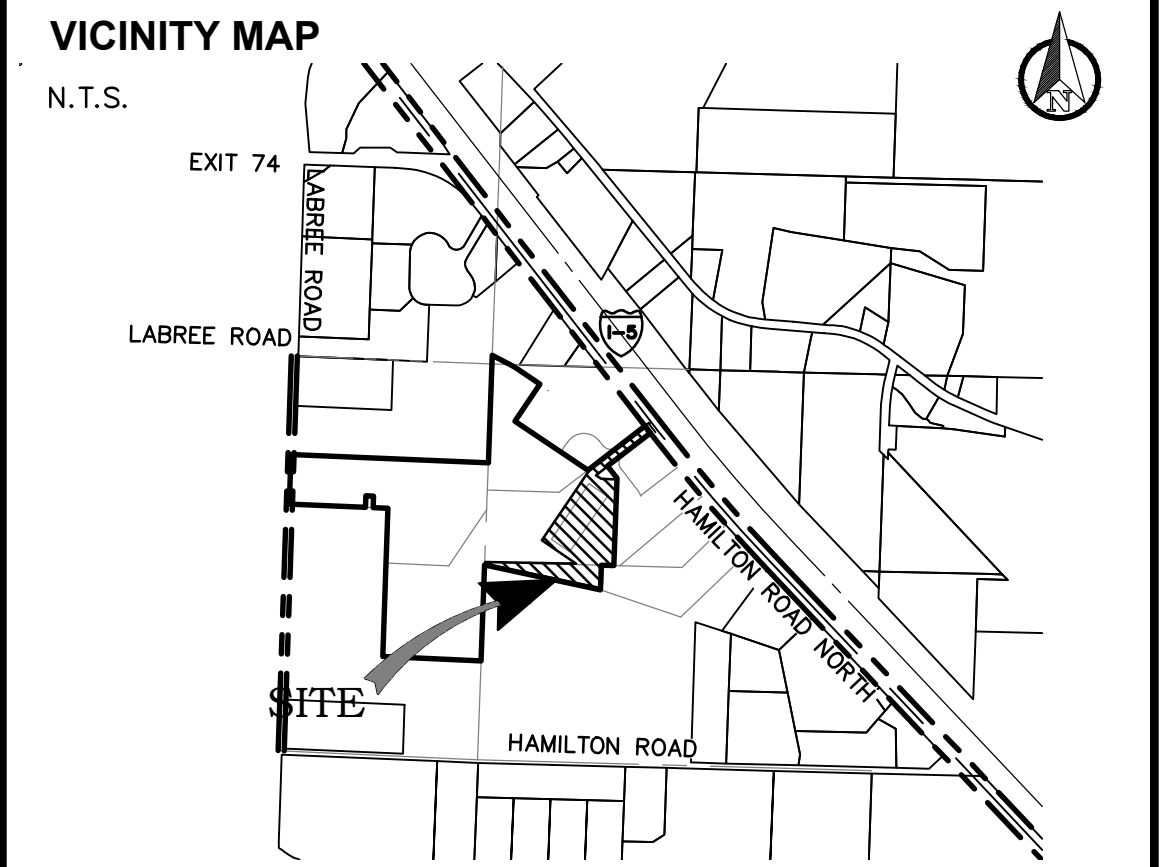 VICINITY MAP
N.T.S.
N
EXIT 74
LABREE ROAD
LABREE ROAD
I-5
HAMILTON ROAD NORTH
SITE
HAMILTON ROAD